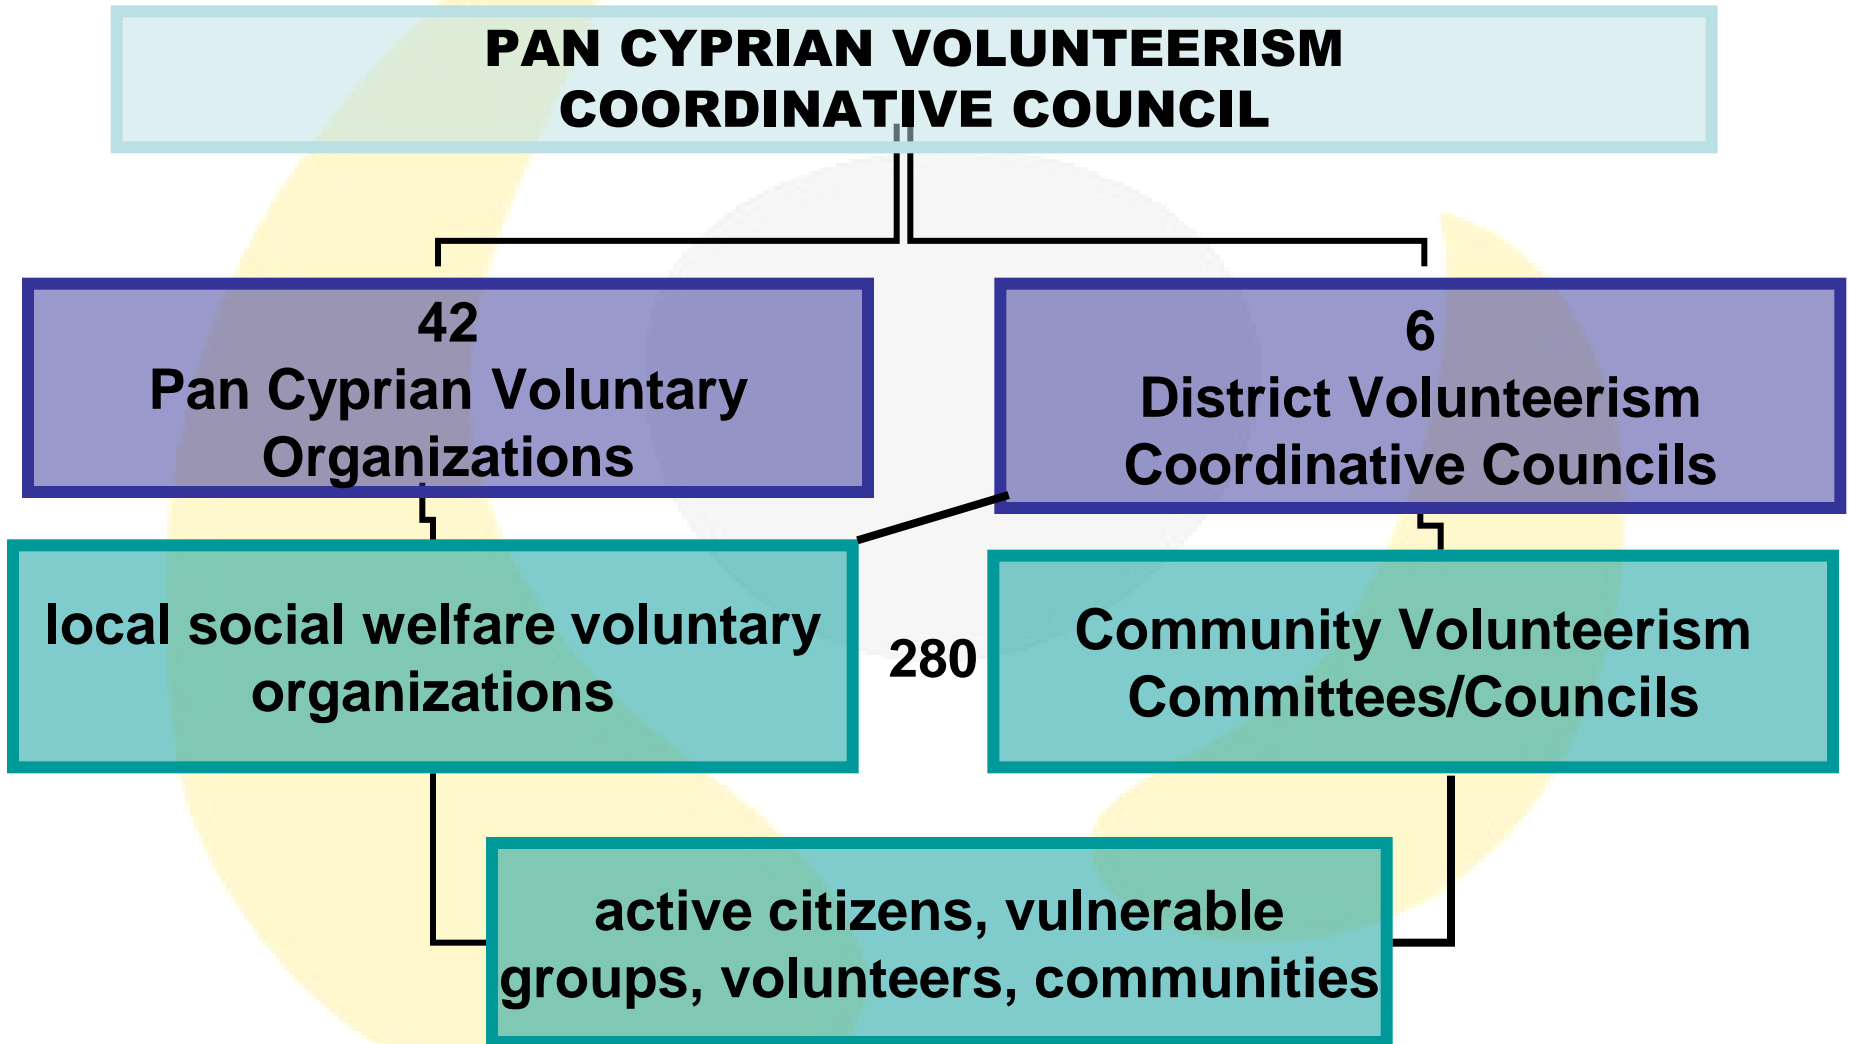 PAN CYPRIAN VOLUNTEERISM
COORDINATIVE COUNCIL
42
Pan Cyprian Voluntary
Organizations
6
District Volunteerism
Coordinative Councils
local social welfare voluntary
organizations
280
Community Volunteerism
Committees/Councils
active citizens, vulnerable
groups, volunteers, communities